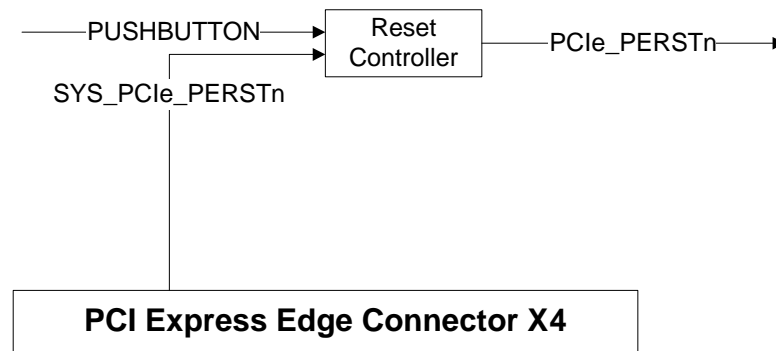 PUSHBUTTON
Reset
Controller
PCIe_PERSTn
SYS_PCIe_PERSTn
PCI Express Edge Connector X4